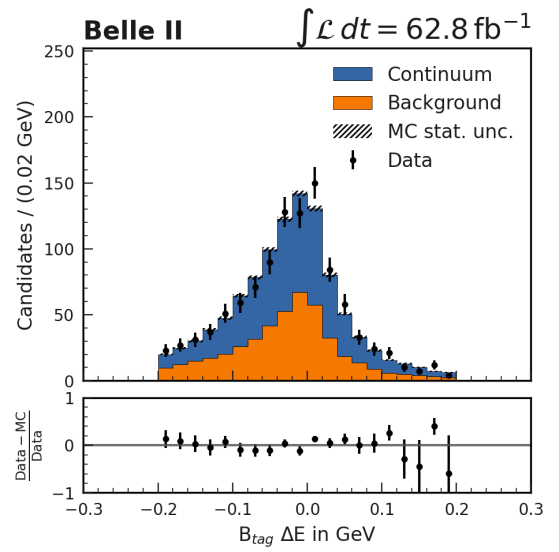 Belle II ∫ ℒ dt = 62.8 fb⁻¹
250
200
150
100
50
0
Candidates / (0.02 GeV)
Continuum
Background
MC stat. unc.
Data
1
0
−1
Data − MC
Data
−0.3 −0.2 −0.1 0.0 0.1 0.2 0.3
B_tag ΔE in GeV